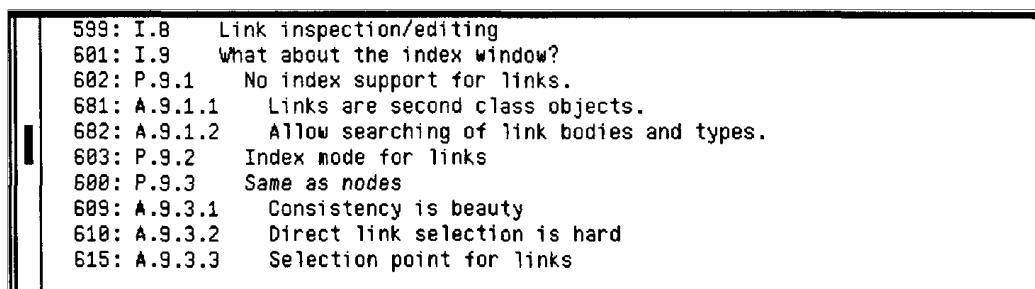 599: I.8 Link inspection/editing
601: I.9 What about the index window?
602: P.9.1 No index support for links.
681: A.9.1.1 Links are second class objects.
682: A.9.1.2 Allow searching of link bodies and types.
603: P.9.2 Index mode for links
600: P.9.3 Same as nodes
609: A.9.3.1 Consistency is beauty
610: A.9.3.2 Direct link selection is hard
615: A.9.3.3 Selection point for links